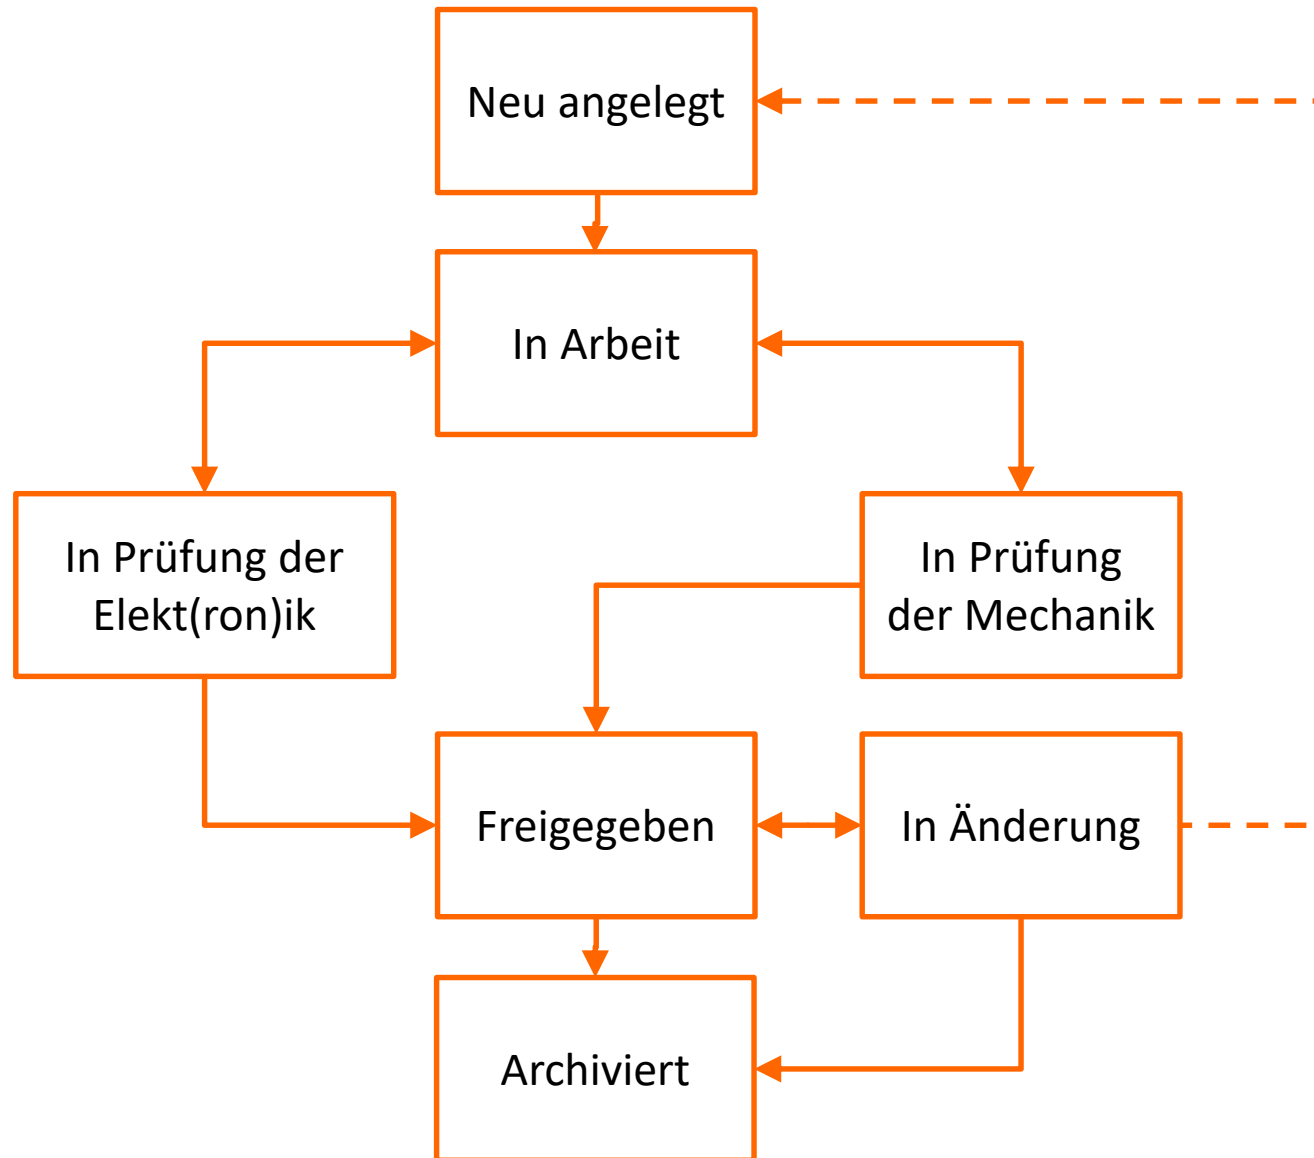 Neu angelegt
In Arbeit
In Prüfung der
Elekt(ron)ik
In Prüfung
der Mechanik
Freigegeben
In Änderung
Archiviert